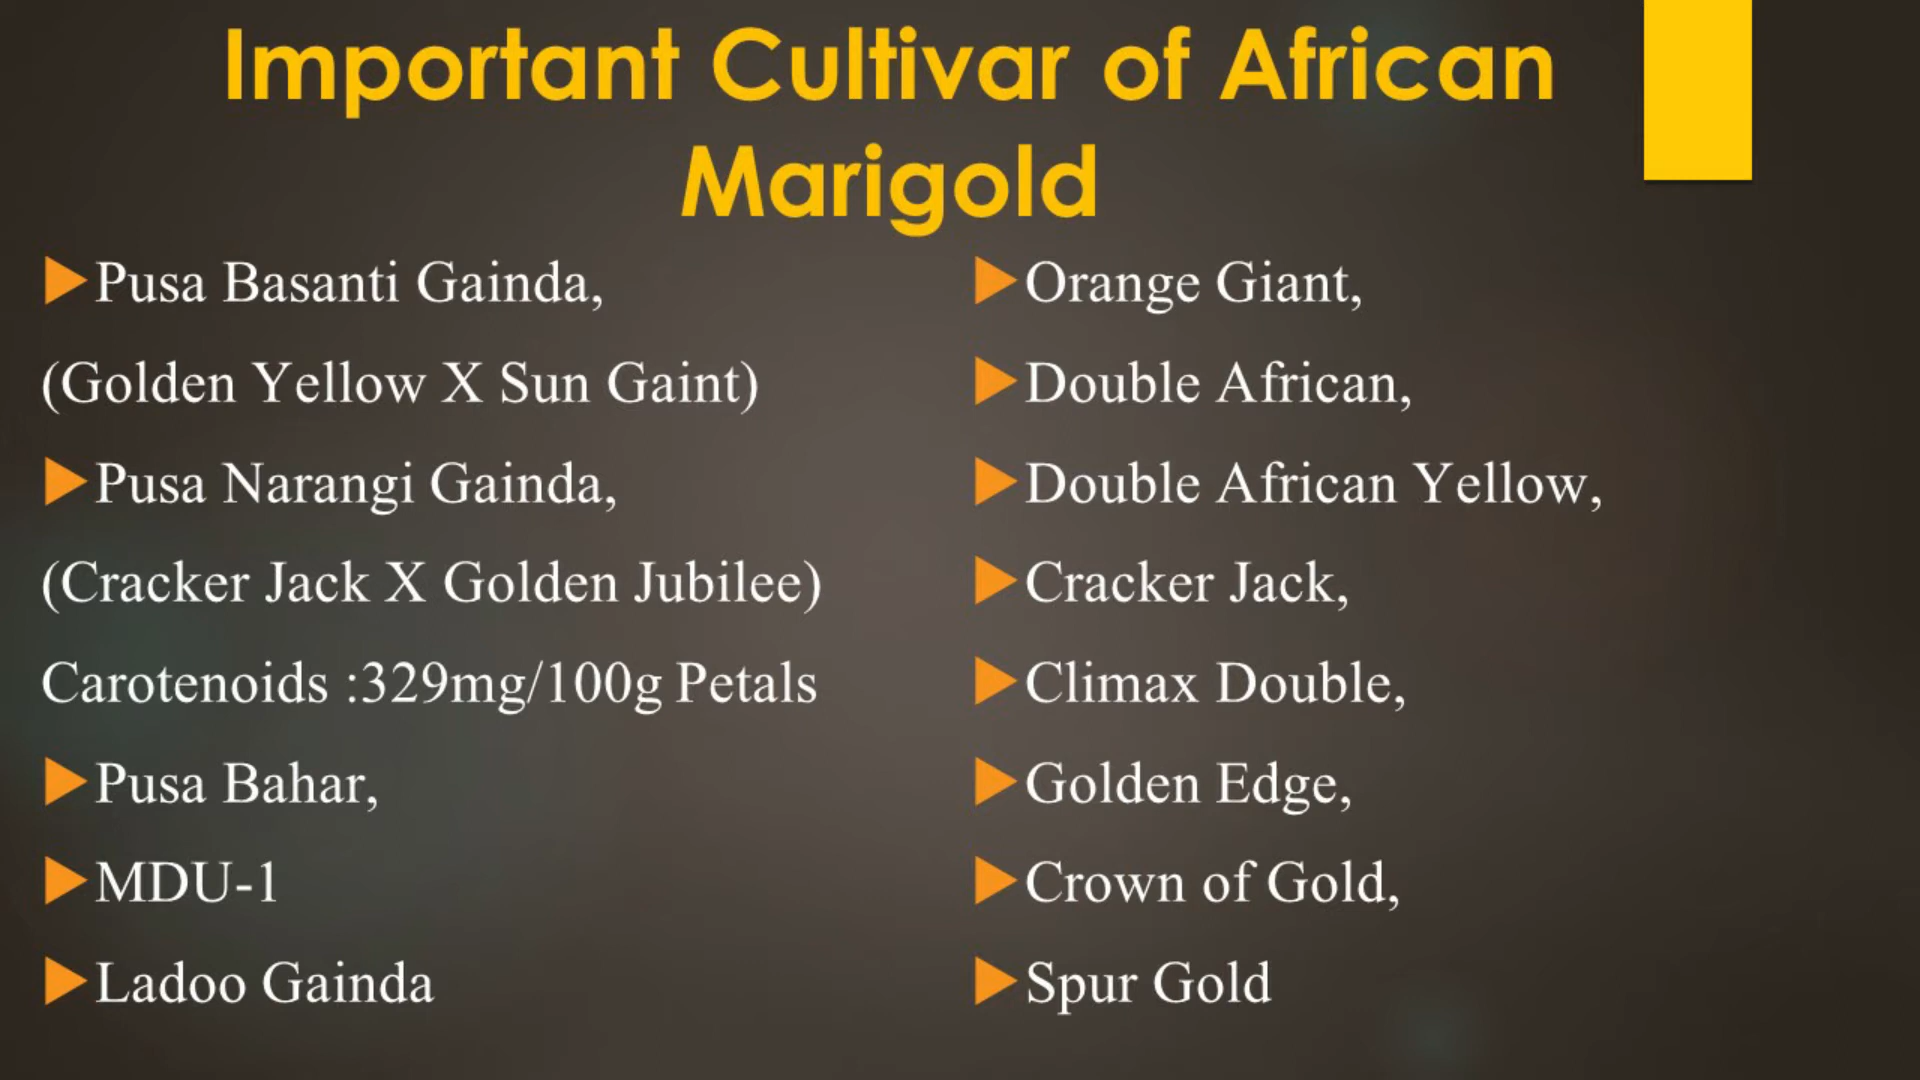 Important Cultivar of African
Marigold
Pusa Basanti Gainda,
(Golden Yellow X Sun Gaint)
Pusa Narangi Gainda,
(Cracker Jack X Golden Jubilee)
Carotenoids :329mg/100g Petals
Pusa Bahar,
MDU-1
Ladoo Gainda
Orange Giant,
Double African,
Double African Yellow,
Cracker Jack,
Climax Double,
Golden Edge,
Crown of Gold,
Spur Gold